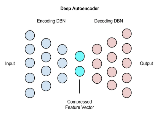 Deep Autoencoder
Encoding DBN
Decoding DBN
Input
Output
Compressed
Feature Vector